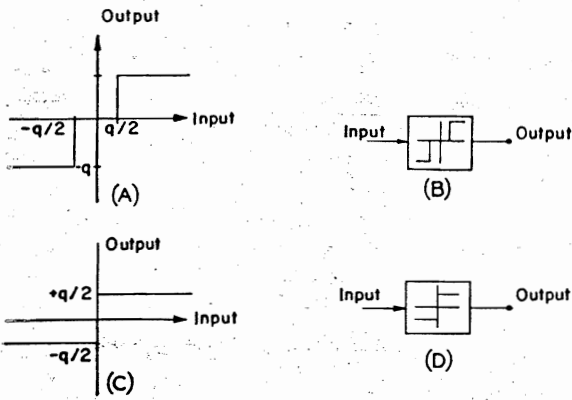 Output
-q/2
q/2
Input
-q
(A)
Input
Output
(B)
Output
+q/2
Input
-q/2
(C)
Input
Output
(D)